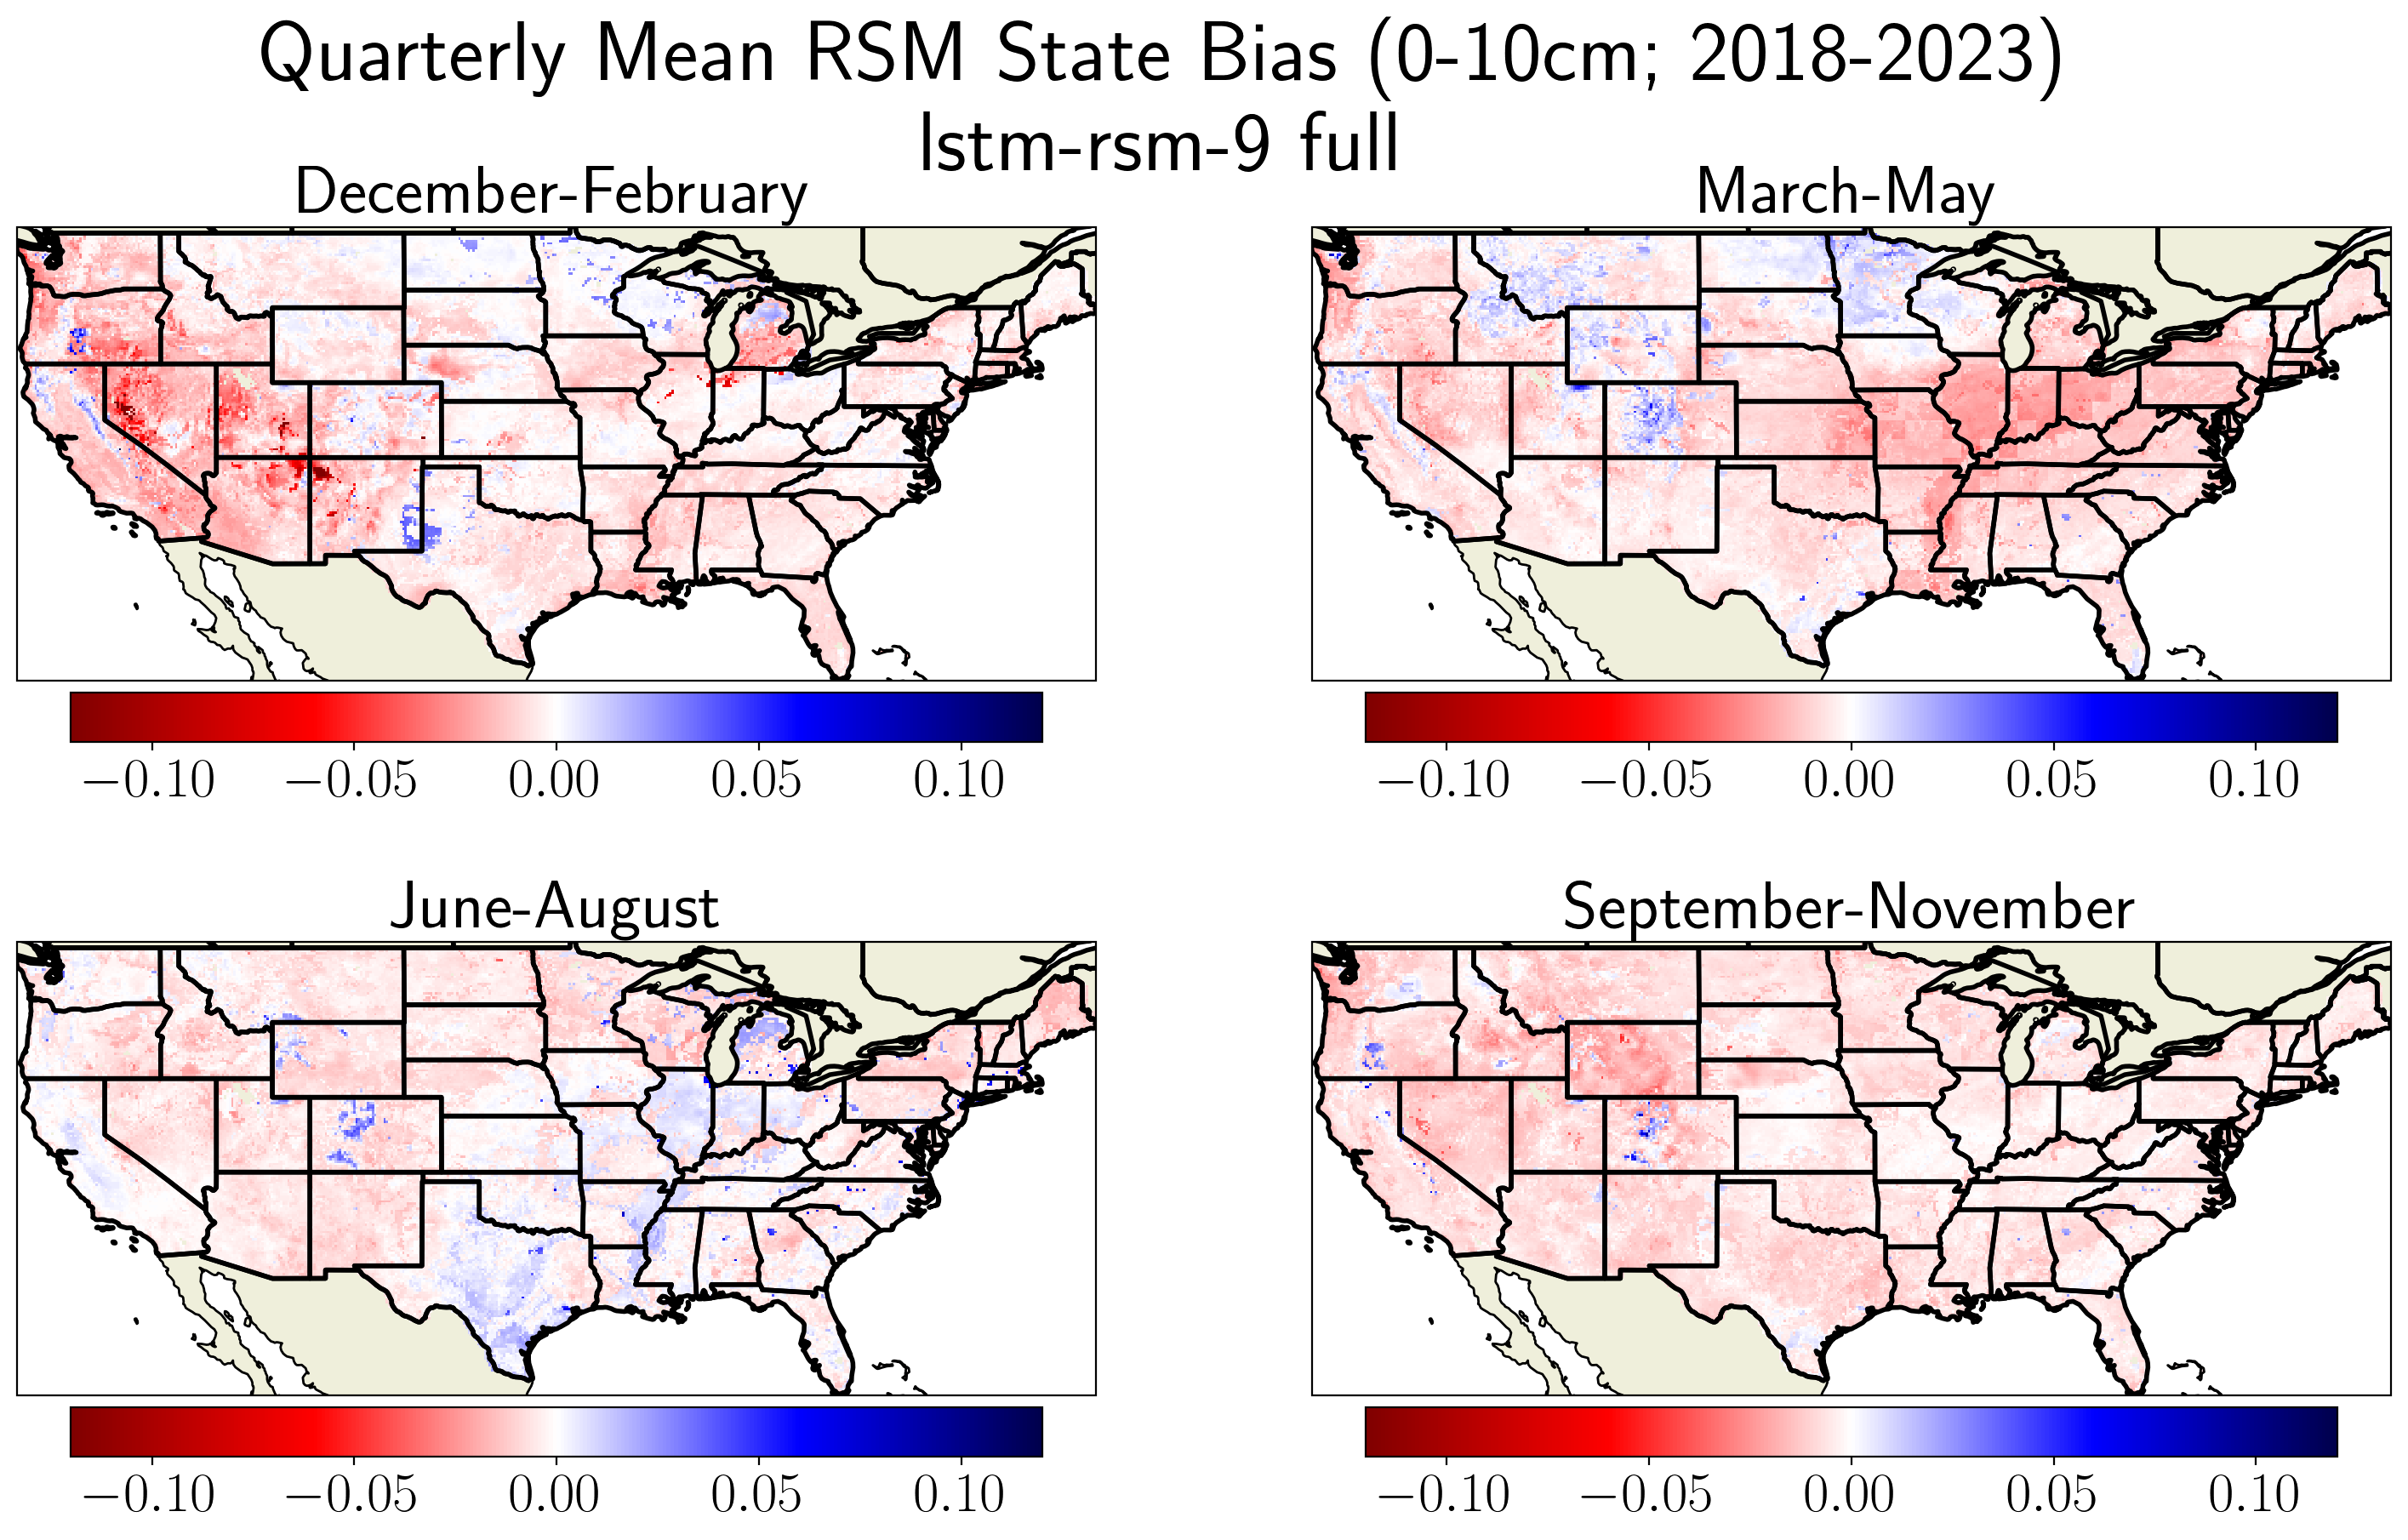 Quarterly Mean RSM State Bias (0-10cm; 2018-2023)
lstm-rsm-9 full
December-February
March-May
−0.10 −0.05 0.00 0.05 0.10
−0.10 −0.05 0.00 0.05 0.10
June-August
September-November
−0.10 −0.05 0.00 0.05 0.10
−0.10 −0.05 0.00 0.05 0.10